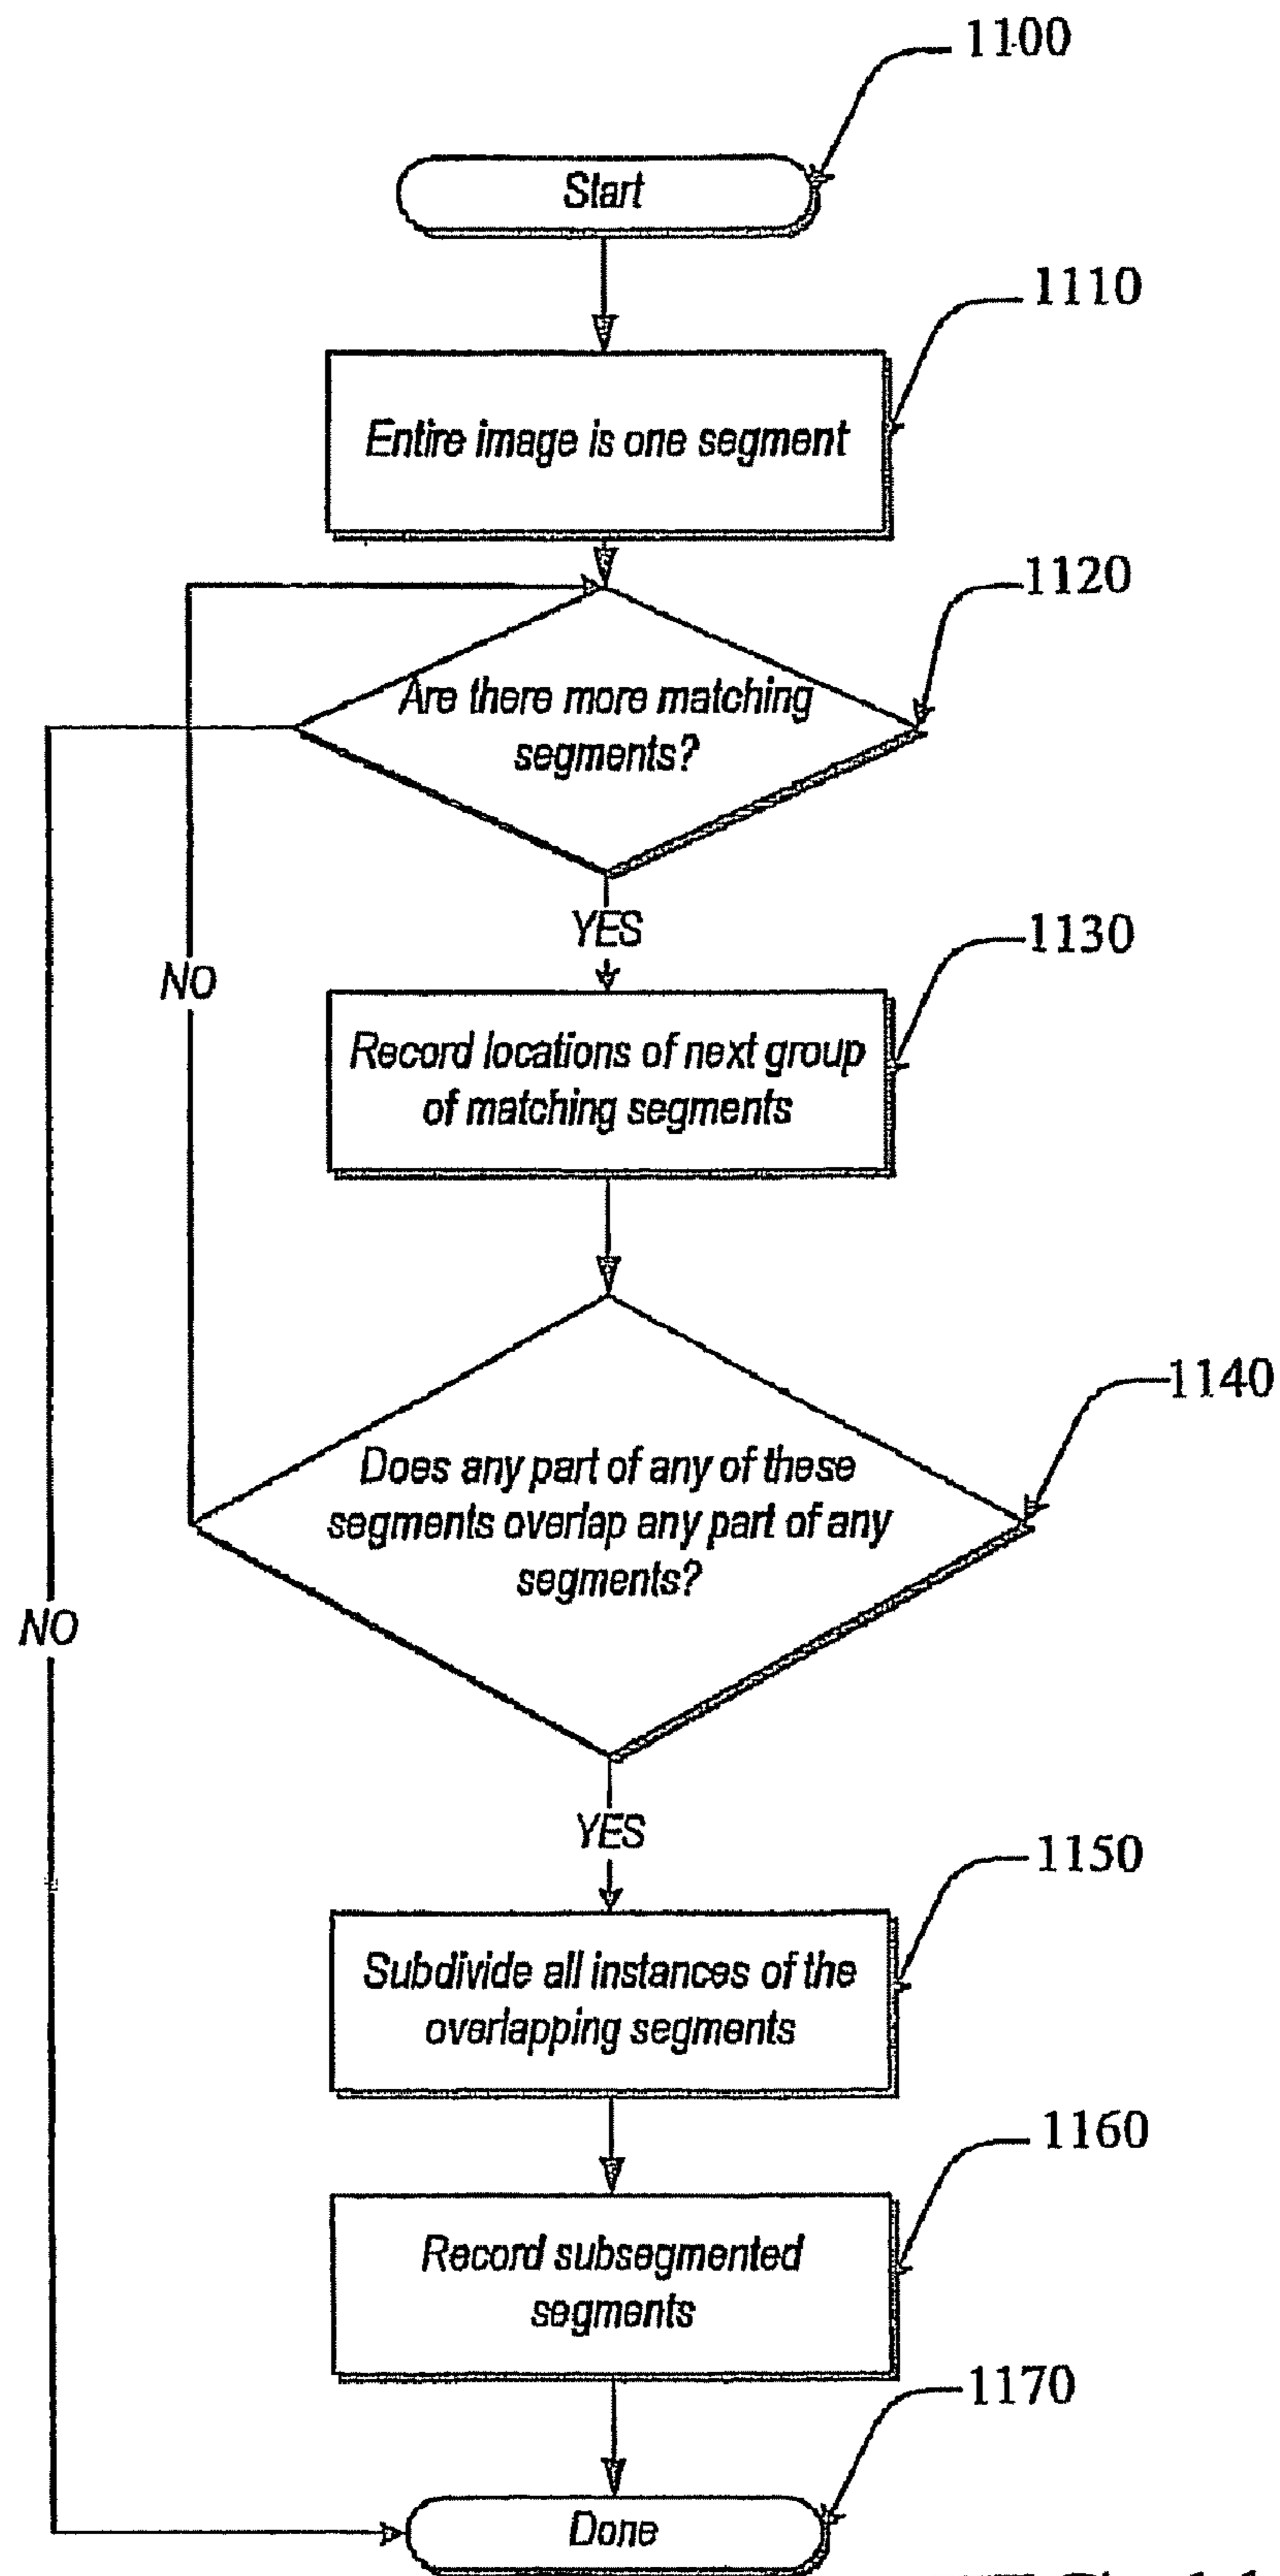 1100
Start
1110
Entire image is one segment
1120
Are there more matching
segments?
YES
1130
NO
Record locations of next group
of matching segments
1140
Does any part of any of these
segments overlap any part of any
segments?
NO
YES
1150
Subdivide all instances of the
overlapping segments
1160
Record subsegmented
segments
1170
Done